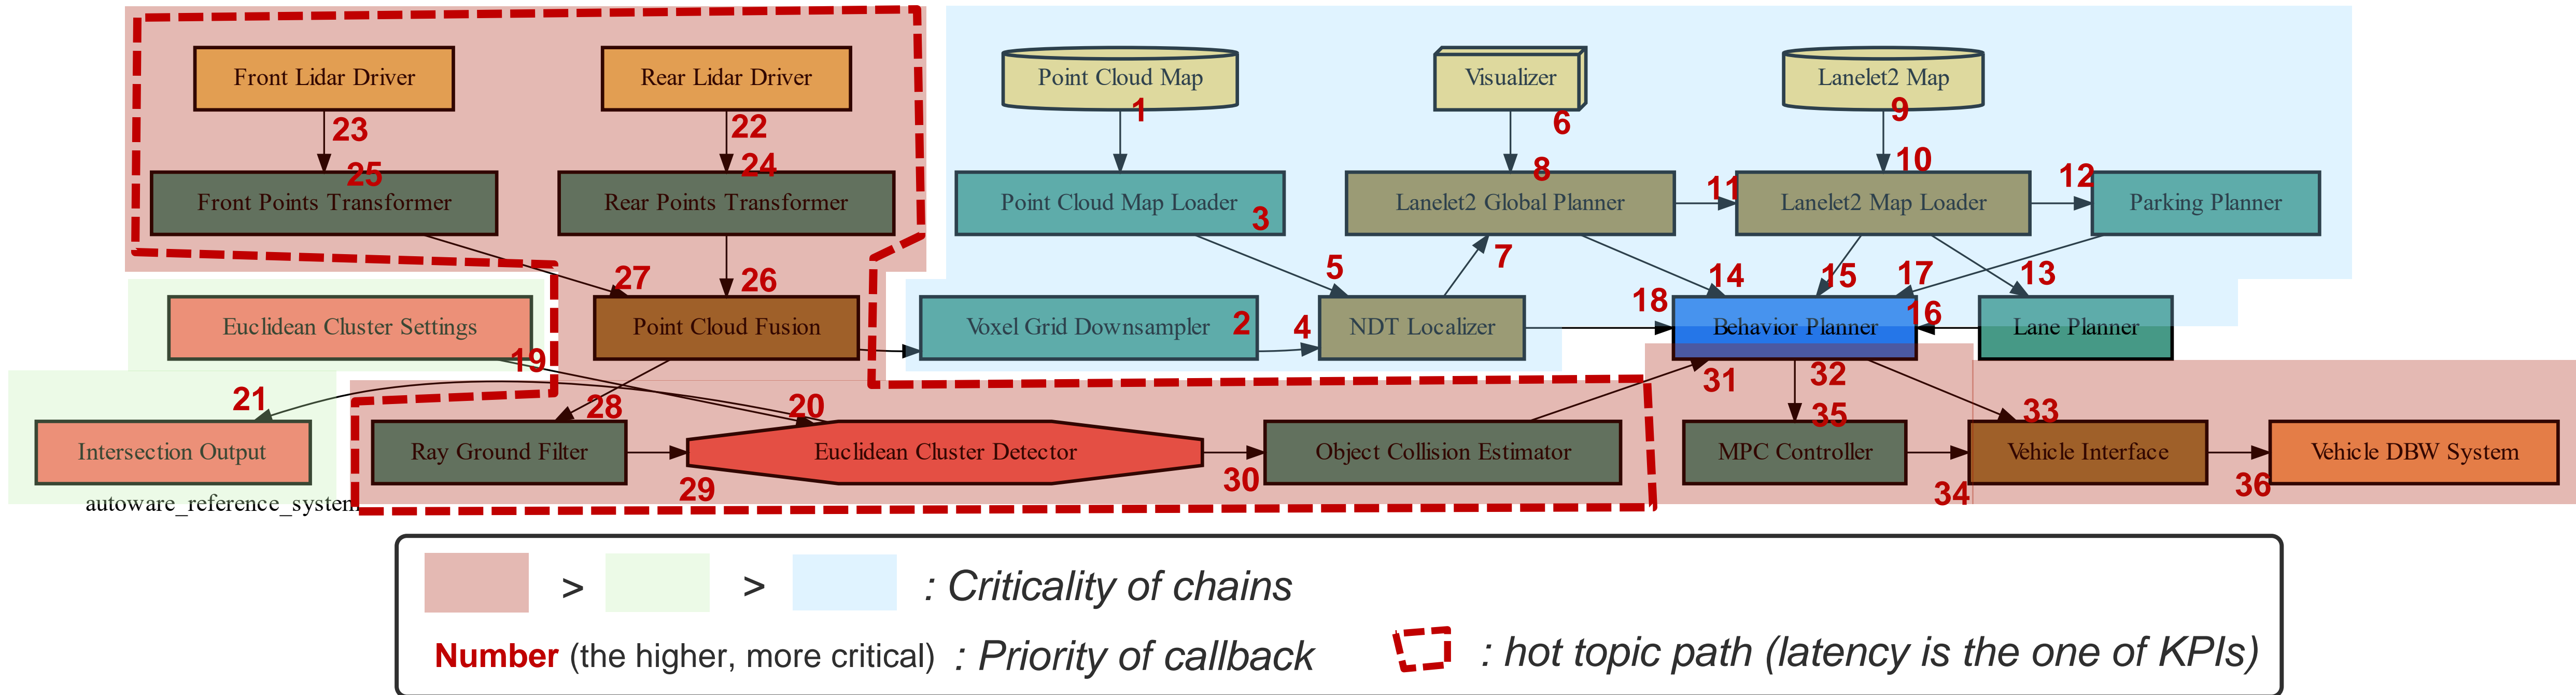 Front Lidar Driver
Rear Lidar Driver
Point Cloud Map
Visualizer
Lanelet2 Map
23
22
1
6
9
25
24
8
10
Front Points Transformer
Rear Points Transformer
Point Cloud Map Loader
3
Lanelet2 Global Planner
11
Lanelet2 Map Loader
12
Parking Planner
27
26
5
7
14
15
17
13
Euclidean Cluster Settings
Point Cloud Fusion
Voxel Grid Downsampler
2
4
NDT Localizer
18
Behavior Planner
16
Lane Planner
19
21
28
20
31
32
35
33
Intersection Output
Ray Ground Filter
Euclidean Cluster Detector
Object Collision Estimator
MPC Controller
Vehicle Interface
Vehicle DBW System
29
30
34
36
autoware_reference_system
> > : Criticality of chains
Number (the higher, more critical) : Priority of callback
: hot topic path (latency is the one of KPIs)